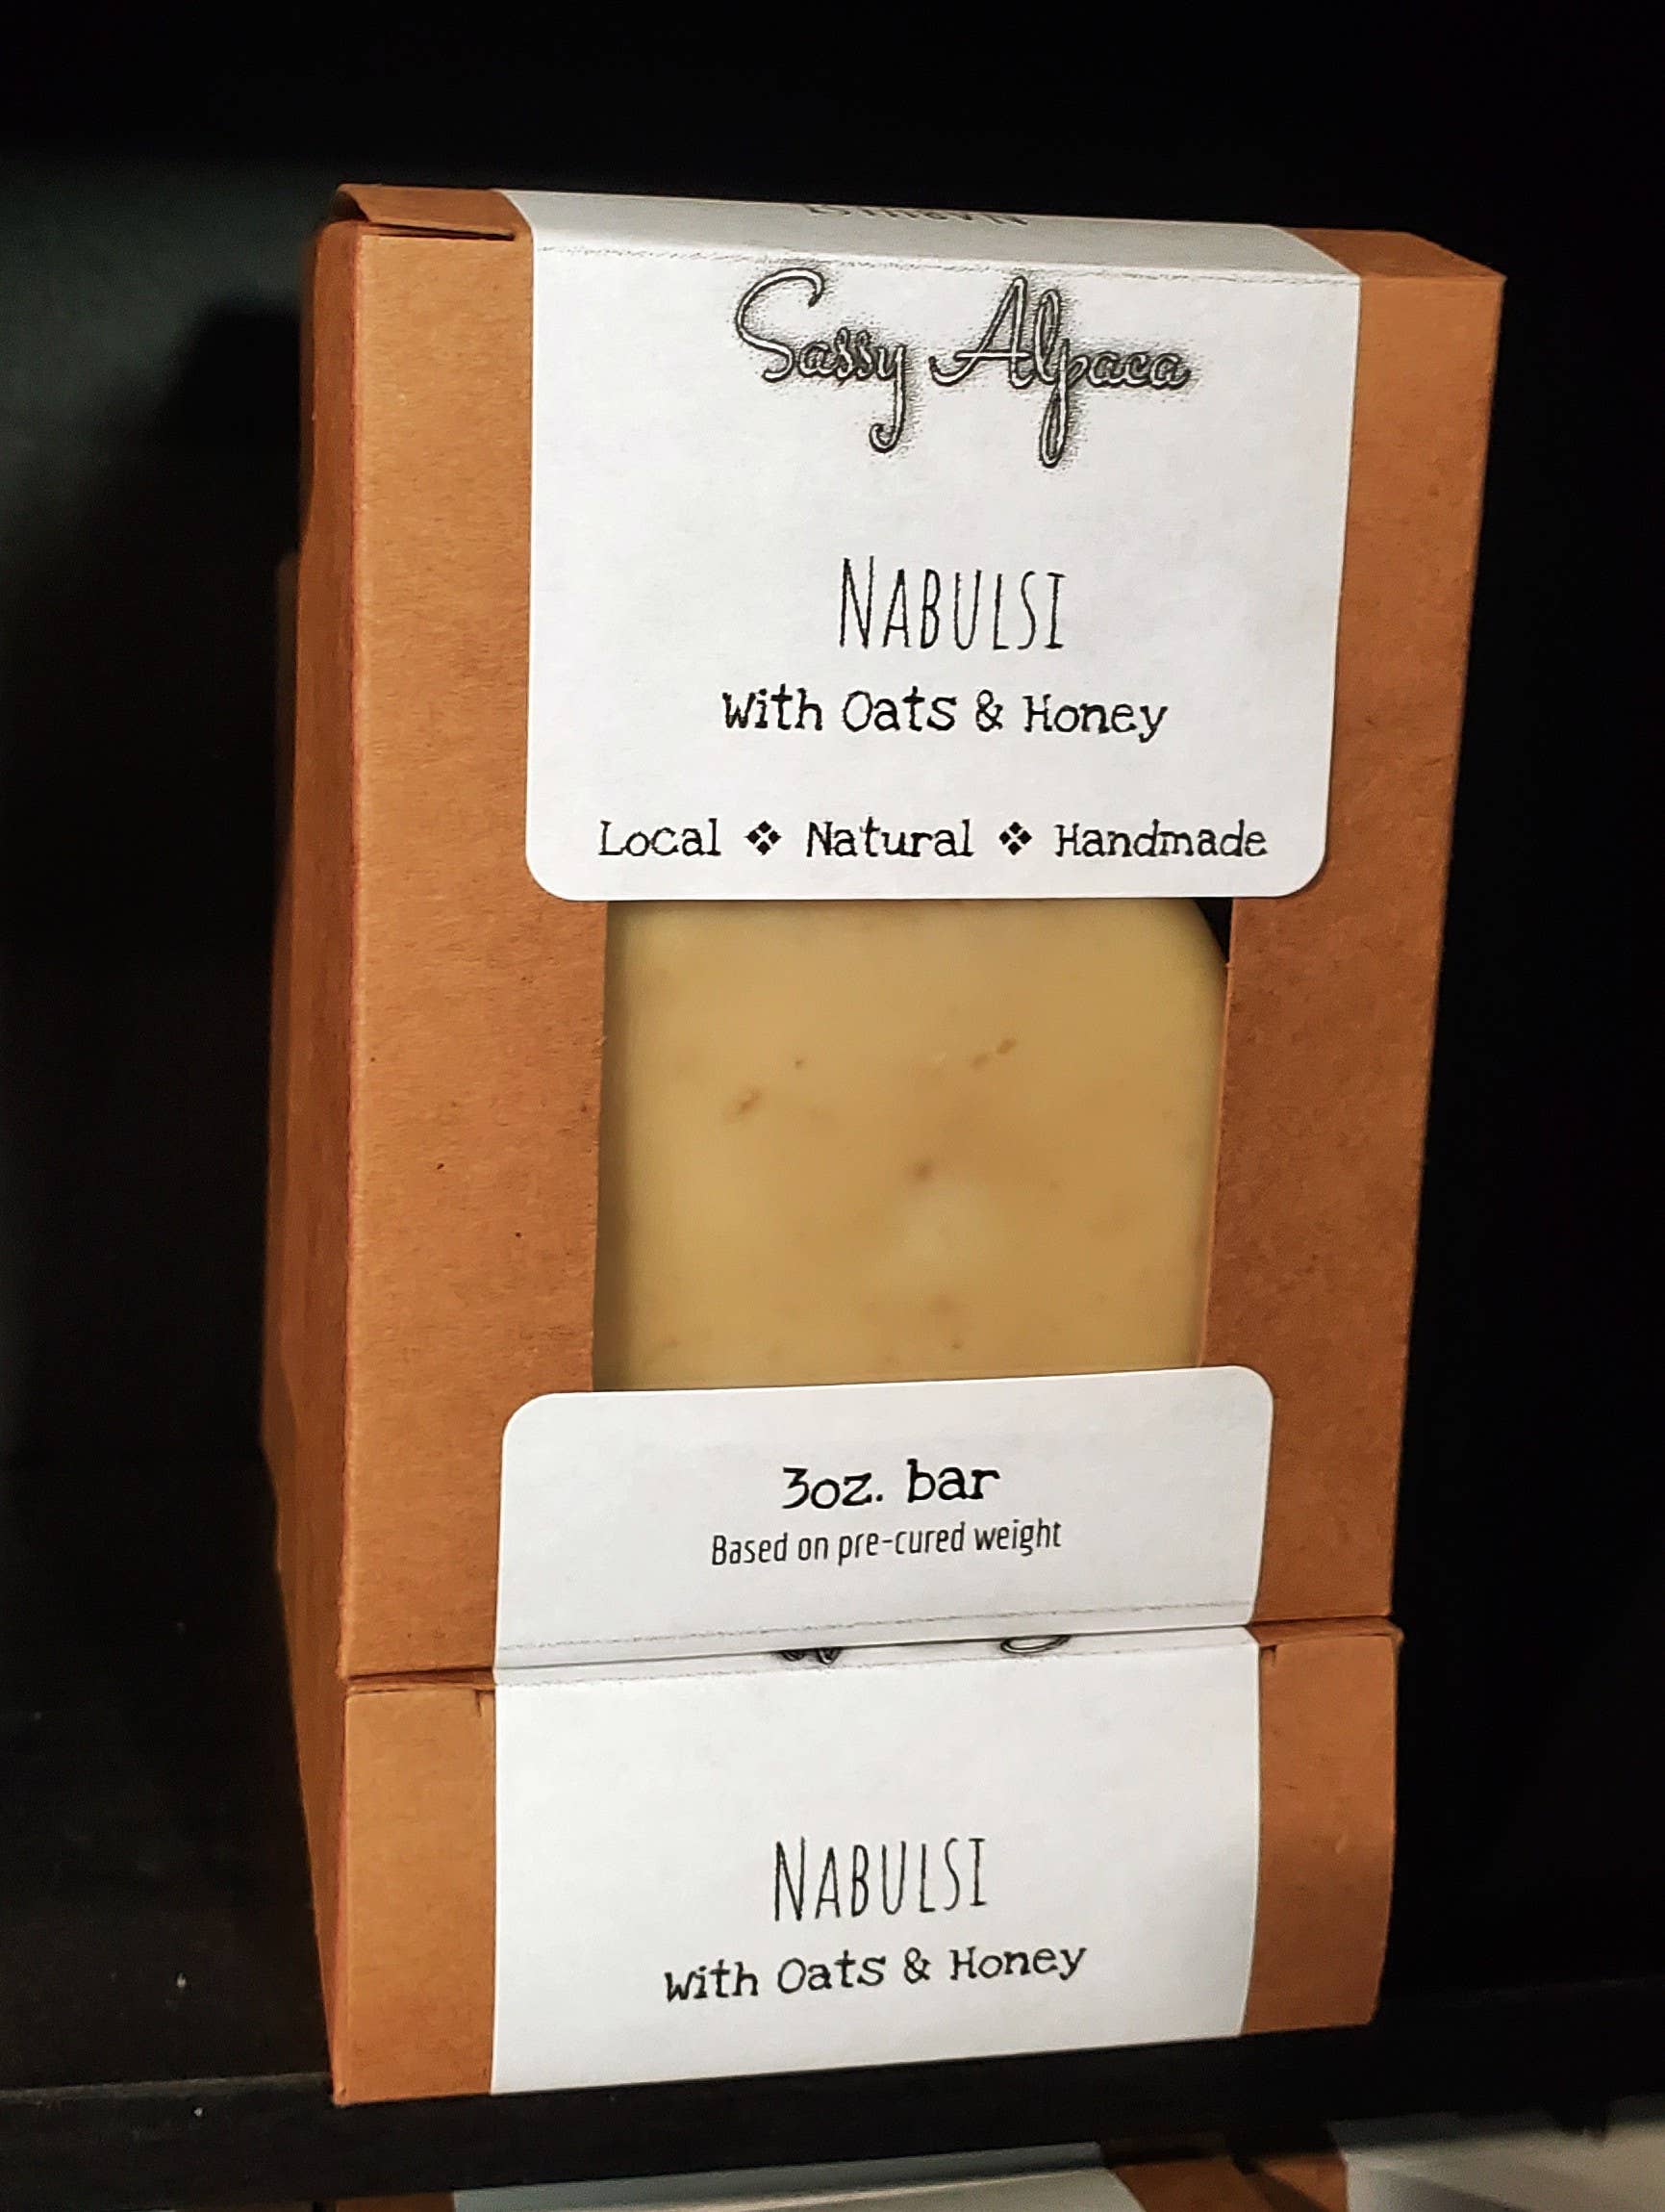 Sassy Alpaca
NABULSI
With Oats & Honey
Local ❖ Natural ❖ Handmade
3oz. bar
Based on pre-cured weight
NABULSI
With Oats & Honey